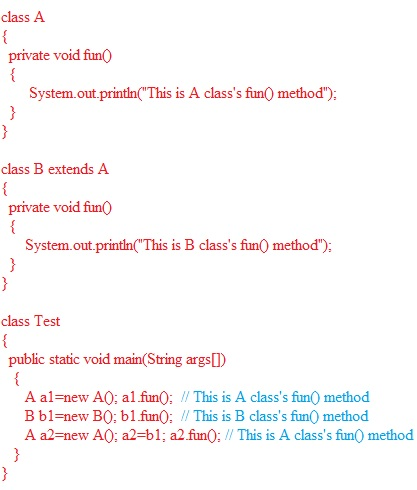 class A
{
private void fun()
{
System.out.println("This is A class's fun() method");
}
}
class B extends A
{
private void fun()
{
System.out.println("This is B class's fun() method");
}
}
class Test
{
public static void main(String args[])
{
A a1=new A(); a1.fun(); // This is A class's fun() method
B b1=new B(); b1.fun(); // This is B class's fun() method
A a2=new A(); a2=b1; a2.fun(); // This is A class's fun() method
}
}